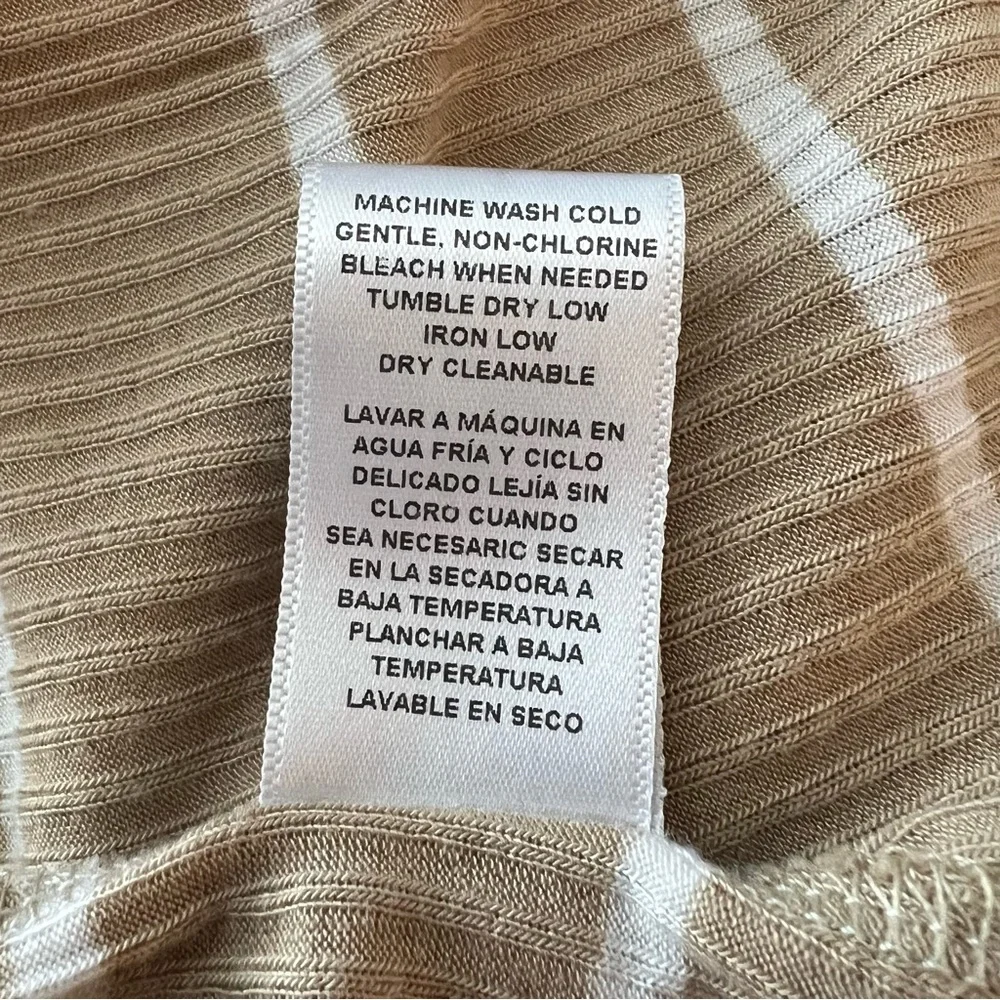 MACHINE WASH COLD
GENTLE, NON-CHLORINE
BLEACH WHEN NEEDED
TUMBLE DRY LOW
IRON LOW
DRY CLEANABLE
LAVAR A MÁQUINA EN
AGUA FRÍA Y CICLO
DELICADO LEJÍA SIN
CLORO CUANDO
SEA NECESARIC SECAR
EN LA SECADORA A
BAJA TEMPERATURA
PLANCHAR A BAJA
TEMPERATURA
LAVABLE EN SECO